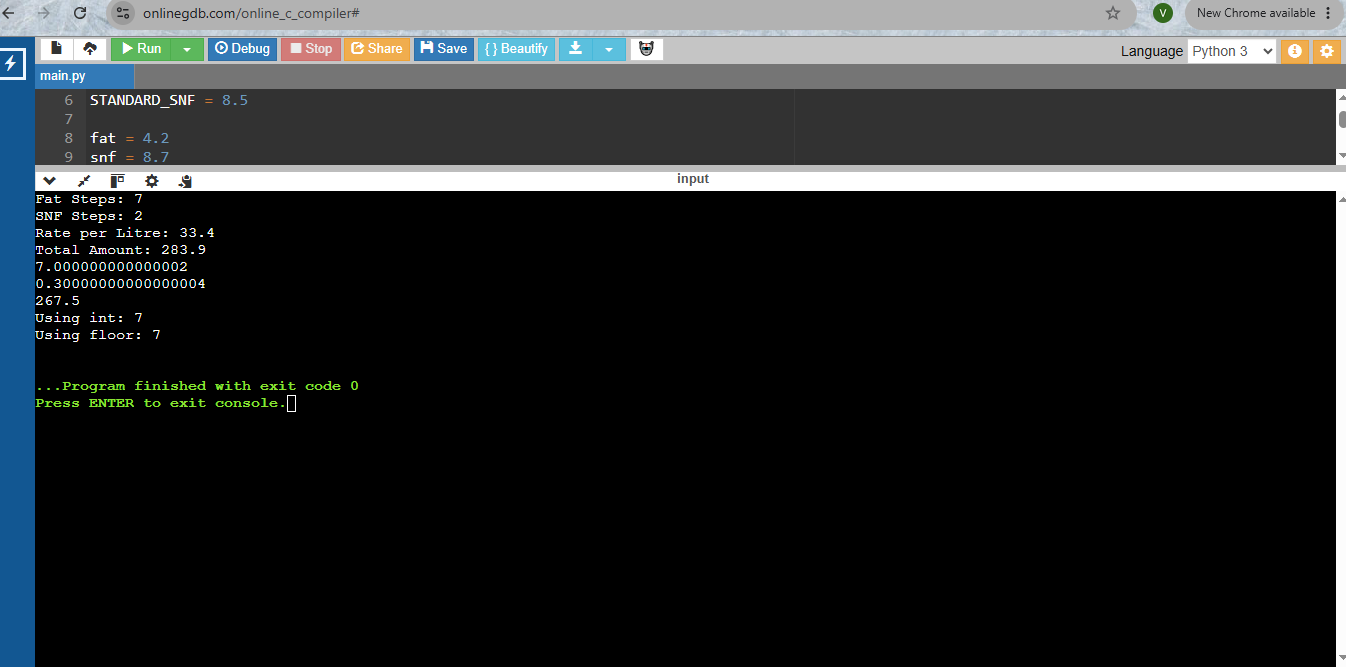 onlinegdb.com/online_c_compiler#
V
New Chrome available
Run
Debug
Stop
Share
Save
{ } Beautify
Language Python 3
main.py
6 STANDARD_SNF = 8.5
7
8 fat = 4.2
9 snf = 8.7
input
Fat Steps: 7
SNF Steps: 2
Rate per Litre: 33.4
Total Amount: 283.9
7.000000000000002
0.30000000000000004
267.5
Using int: 7
Using floor: 7
...Program finished with exit code 0
Press ENTER to exit console.